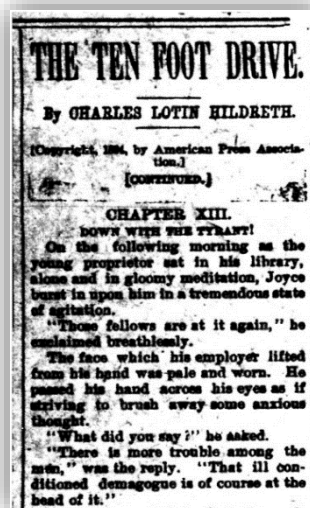 THE TEN FOOT DRIVE.
By CHARLES LOTIN HILDRETH.
[Copyright, 1894, by American Press Associa-
tion.]
[CONTINUED.]
CHAPTER XIII.
DOWN WITH THE TYRANT!
On the following morning as the
young proprietor sat in his library,
alone and in gloomy meditation, Joyce
burst in upon him in a tremendous state
of agitation.
"Those fellows are at it again," he
exclaimed breathlessly.
The face which his employer lifted
from his hand was pale and worn. He
passed his hand across his eyes as if
striving to brush away some anxious
thought.
"What did you say?" he asked.
"There is more trouble among the
men," was the reply. "That ill con-
ditioned demagogue is of course at the
head of it."